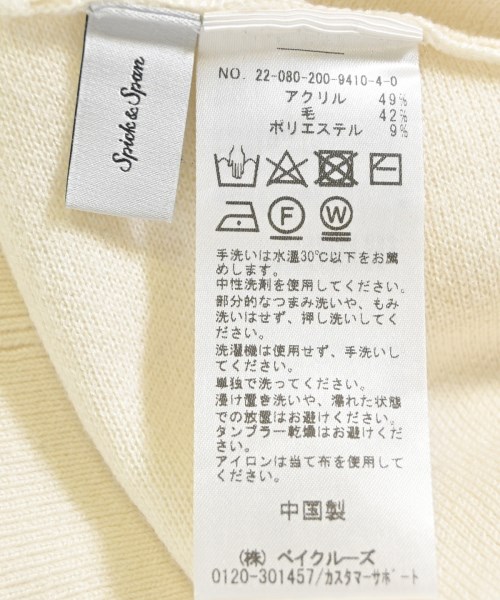 Spick & Span
NO. 22-080-200-9410-4-0
アクリル 49%
毛 42%
ポリエステル 9%
F
W
手洗いは水温30℃以下をお薦
めします。
中性洗剤を使用してください。
部分的なつまみ洗いや、もみ
洗いはせず、押し洗いしてく
ださい。
洗濯機は使用せず、手洗いし
てください。
単独で洗ってください。
浸け置き洗いや、濡れた状態
での放置はお避けください。
タンブラー乾燥はお避けくだ
さい。
アイロンは当て布を使用して
ください。
中国製
(株) ベイクルーズ
0120-301457/カスタマーサポート